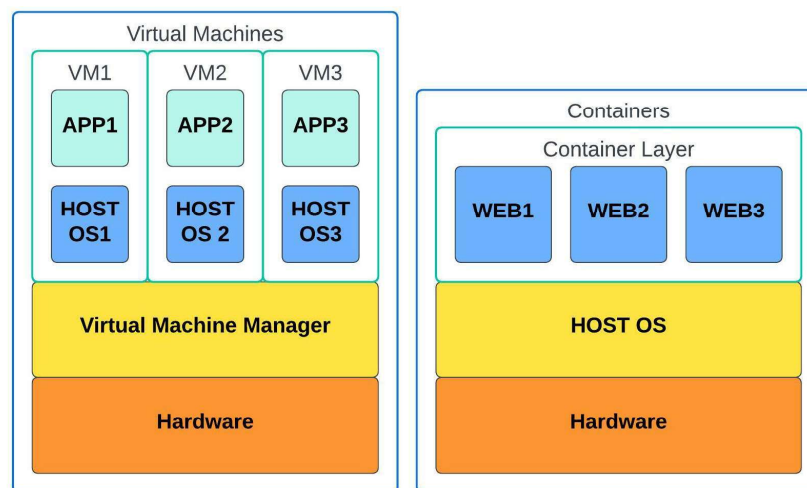 Virtual Machines
VM1
VM2
VM3
APP1
APP2
APP3
HOST
OS1
HOST
OS 2
HOST
OS3
Virtual Machine Manager
Hardware
Containers
Container Layer
WEB1
WEB2
WEB3
HOST OS
Hardware